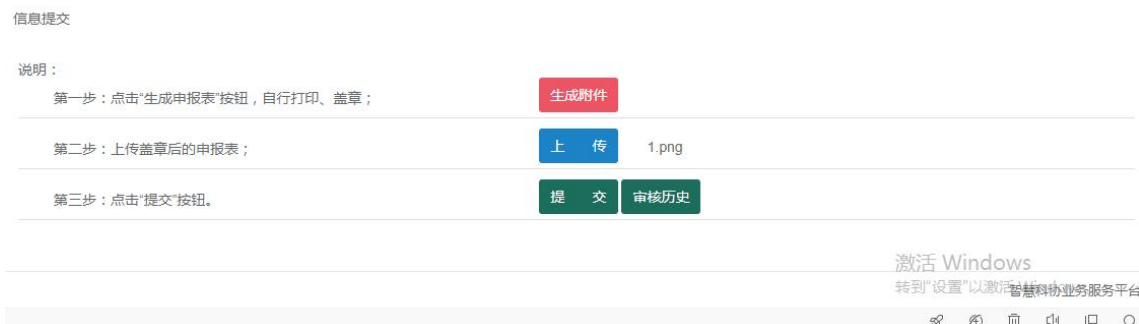 信息提交
说明：
第一步：点击“生成申报表”按钮，自行打印、盖章；
生成附件
第二步：上传盖章后的申报表；
上 传
1.png
第三步：点击“提交”按钮。
提 交
审核历史
激活 Windows
转到“设置”以激活
智慧科协业务服务平台